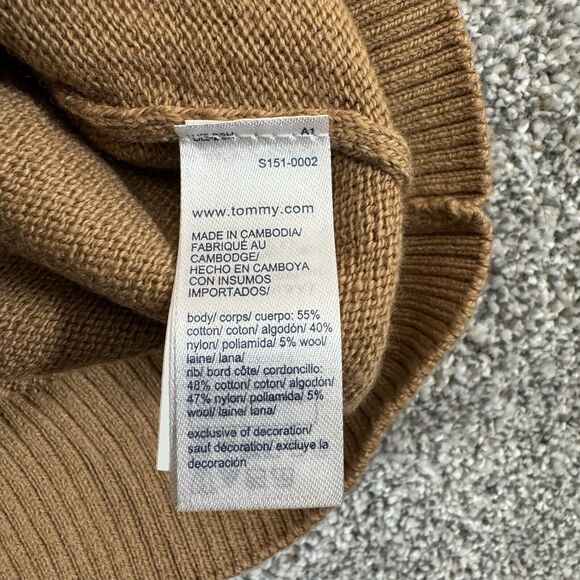 A1
S151-0002
www.tommy.com
MADE IN CAMBODIA/
FABRIQUÉ AU
CAMBODGE/
HECHO EN CAMBOYA
CON INSUMOS
IMPORTADOS/
body/ corps/ cuerpo: 55%
cotton/ coton/ algodón/ 40%
nylon/ poliamida/ 5% wool/
laine/ lana/
rib/ bord côte/ cordoncillo:
48% cotton/ coton/ algodón/
47% nylon/ poliamida/ 5%
wool/ laine/ lana/
exclusive of decoration/
sauf décoration/ excluye la
decoración